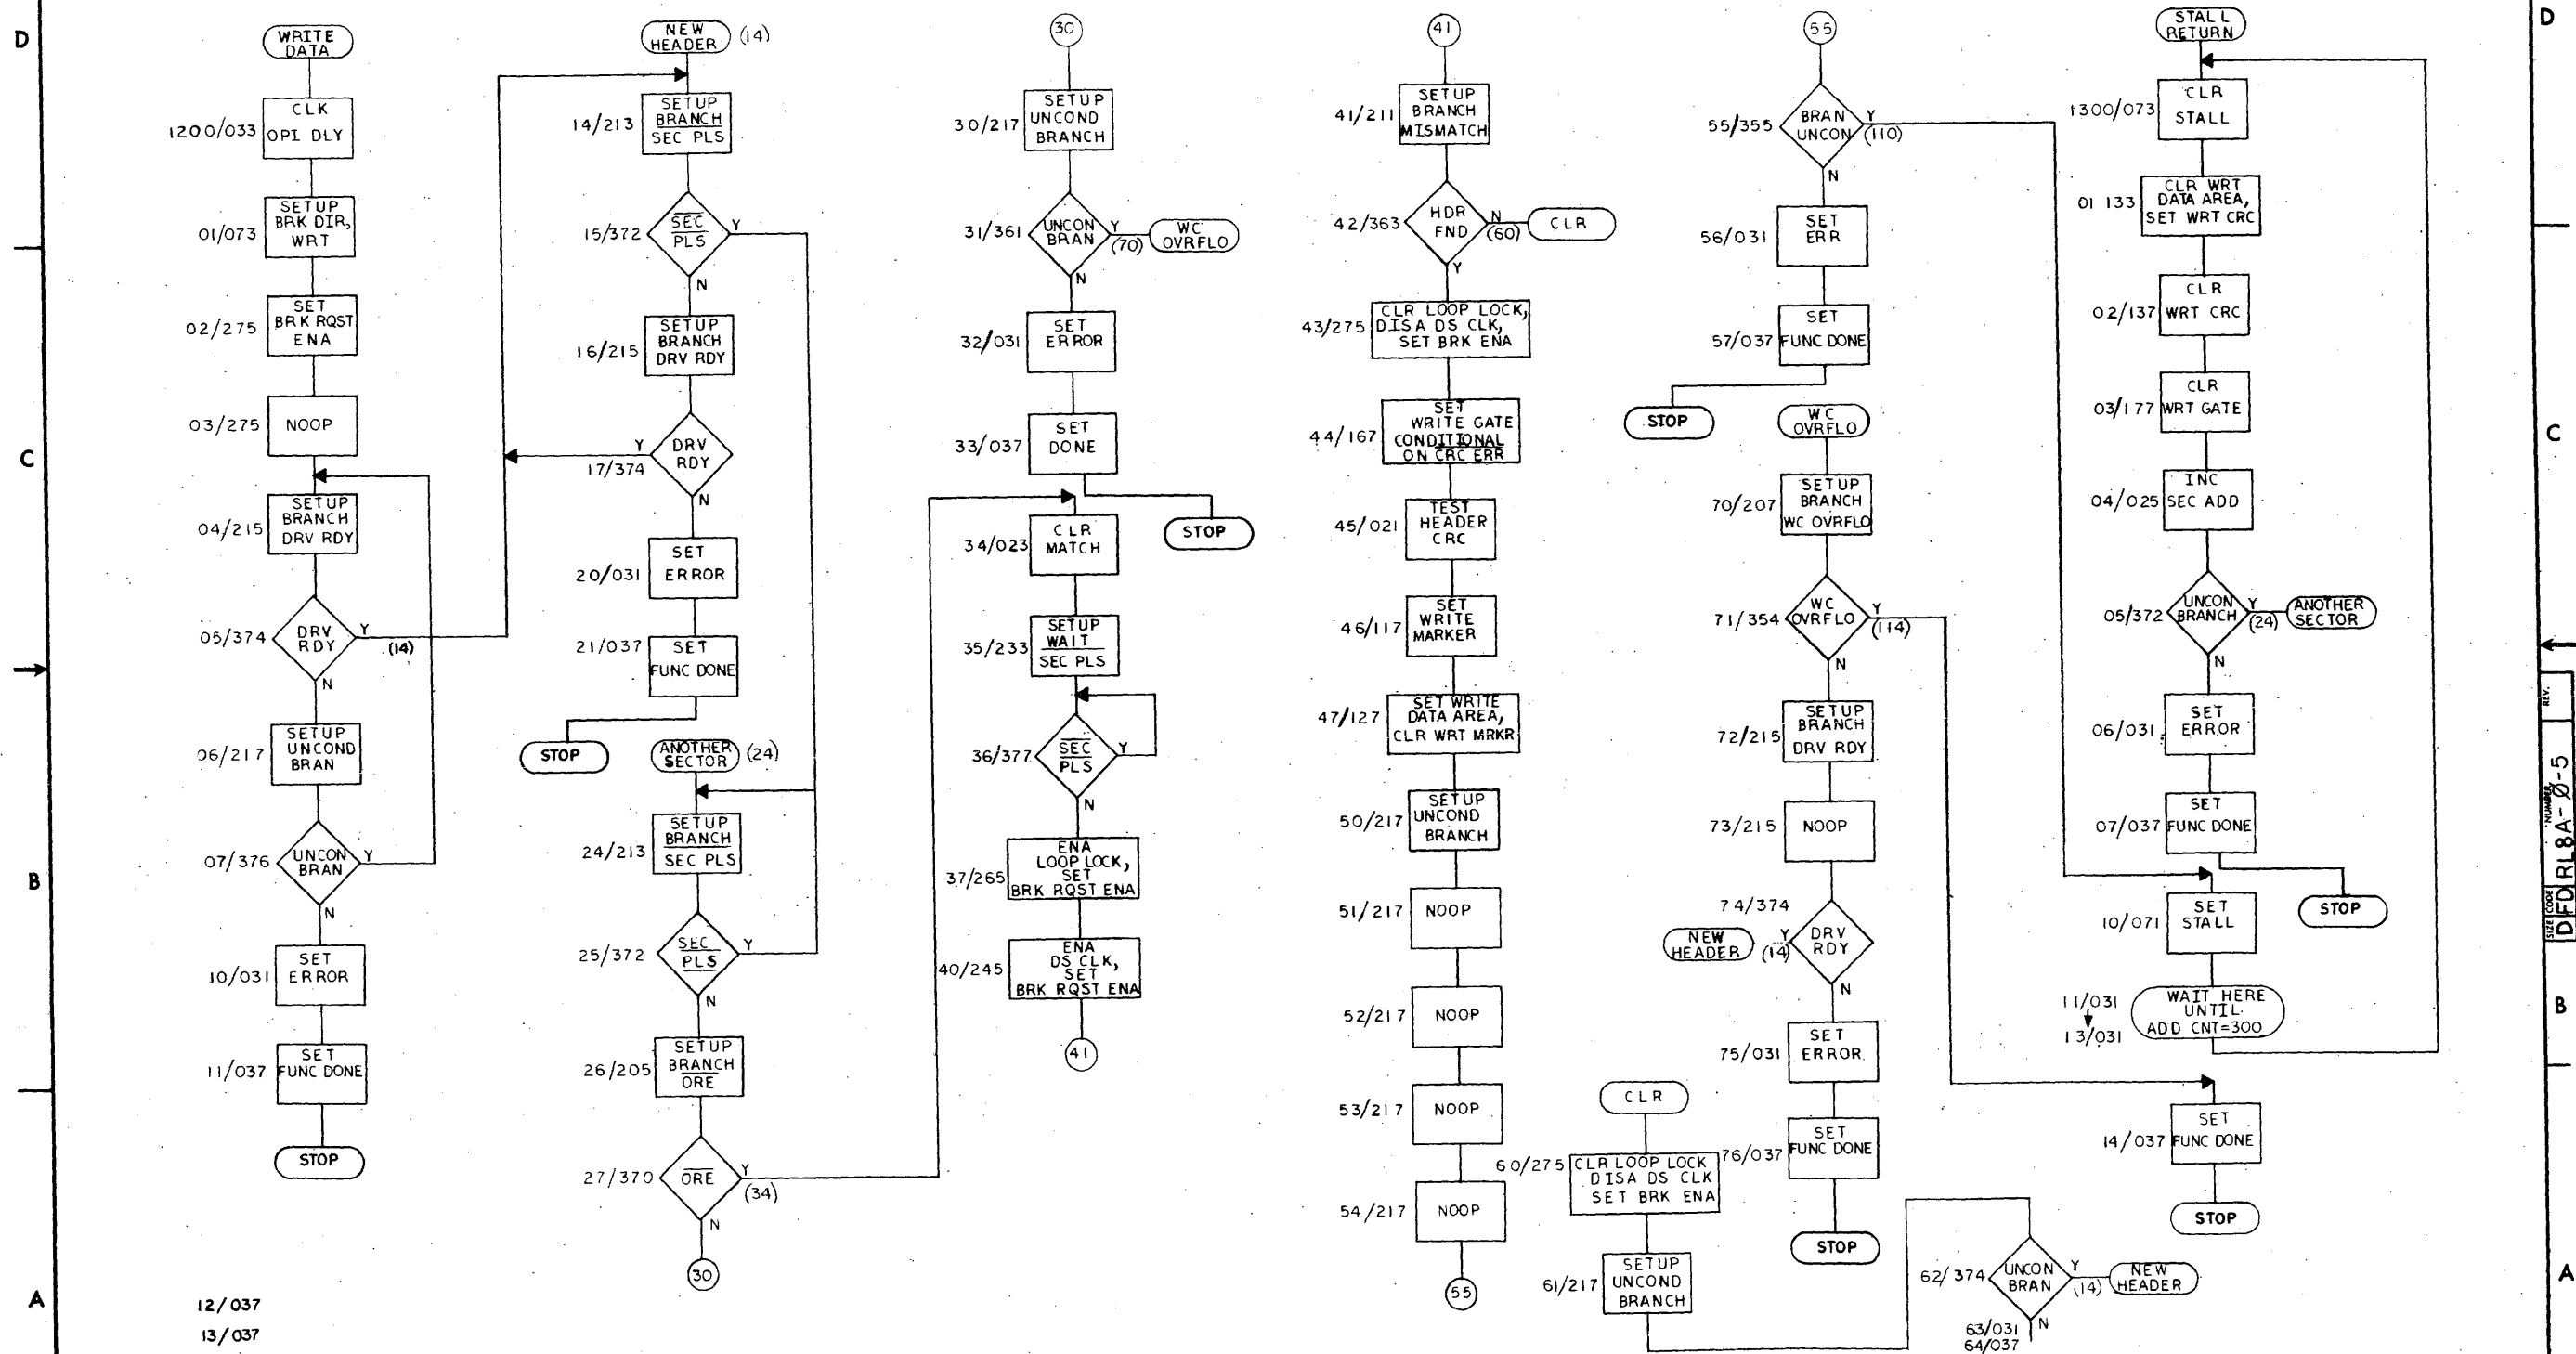 D
WRITE
DATA
1200/033
CLK
OPI DLY
01/073
SETUP
BRK DIR,
WRT
02/275
SET
BRK RQST
ENA
03/275
NOOP
C
04/215
SETUP
BRANCH
DRV RDY
05/374
DRV
RDY
Y
(14)
N
06/217
SETUP
UNCOND
BRAN
07/376
UNCON
BRAN
Y
N
B
10/031
SET
ERROR
11/037
SET
FUNC DONE
STOP
A
12/037
13/037
NEW
HEADER
(14)
14/213
SETUP
BRANCH
SEC PLS
15/372
SEC
PLS
Y
N
16/215
SETUP
BRANCH
DRV RDY
Y
17/374
DRV
RDY
N
20/031
SET
ERROR
21/037
SET
FUNC DONE
STOP
ANOTHER
SECTOR
(24)
24/213
SETUP
BRANCH
SEC PLS
25/372
SEC
PLS
Y
N
26/205
SETUP
BRANCH
ORE
27/370
ORE
Y
(34)
N
30
30
30/217
SETUP
UNCOND
BRANCH
31/361
UNCON
BRAN
Y
(70)
WC
OVRFLO
N
32/031
SET
ERROR
33/037
SET
DONE
STOP
34/023
CLR
MATCH
35/233
SETUP
WAIT
SEC PLS
36/377
SEC
PLS
Y
N
37/265
ENA
LOOP LOCK,
SET
BRK RQST ENA
40/245
ENA
DS CLK,
SET
BRK RQST ENA
41
41
41/211
SETUP
BRANCH
MISMATCH
42/363
HDR
FND
N
(60)
CLR
Y
43/275
CLR LOOP LOCK,
DISA DS CLK,
SET BRK ENA
44/167
SET
WRITE GATE
CONDITIONAL
ON CRC ERR
45/021
TEST
HEADER
CRC
46/117
SET
WRITE
MARKER
47/127
SET WRITE
DATA AREA,
CLR WRT MRKR
50/217
SETUP
UNCOND
BRANCH
51/217
NOOP
52/217
NOOP
53/217
NOOP
54/217
NOOP
55
55
55/355
BRAN
UNCON
Y
(110)
N
56/031
SET
ERR
57/037
SET
FUNC DONE
STOP
WC
OVRFLO
70/207
SETUP
BRANCH
WC OVRFLO
71/354
WC
OVRFLO
Y
(114)
N
72/215
SETUP
BRANCH
DRV RDY
73/215
NOOP
74/374
NEW
HEADER
Y
(14)
DRV
RDY
N
75/031
SET
ERROR
76/037
SET
FUNC DONE
STOP
CLR
60/275
CLR LOOP LOCK
DISA DS CLK
SET BRK ENA
61/217
SETUP
UNCOND
BRANCH
62/374
UNCON
BRAN
Y
(14)
NEW
HEADER
N
63/031
64/037
STALL
RETURN
1300/073
CLR
STALL
01 133
CLR WRT
DATA AREA,
SET WRT CRC
02/137
CLR
WRT CRC
03/177
CLR
WRT GATE
04/025
INC
SEC ADD
05/372
UNCON
BRANCH
Y
(24)
ANOTHER
SECTOR
N
06/031
SET
ERROR
07/037
SET
FUNC DONE
STOP
10/071
SET
STALL
11/031
13/031
WAIT HERE
UNTIL
ADD CNT=300
14/037
SET
FUNC DONE
STOP
D
C
B
A
REV.
NUMBER
RL8A-Ø-5
SIZE CODE
D FD